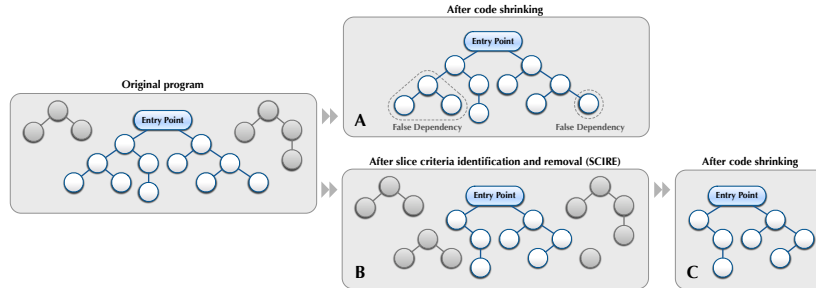 After code shrinking
Entry Point
Original program
Entry Point
A
False Dependency
False Dependency
After slice criteria identification and removal (SCIRE)
After code shrinking
Entry Point
Entry Point
B
C